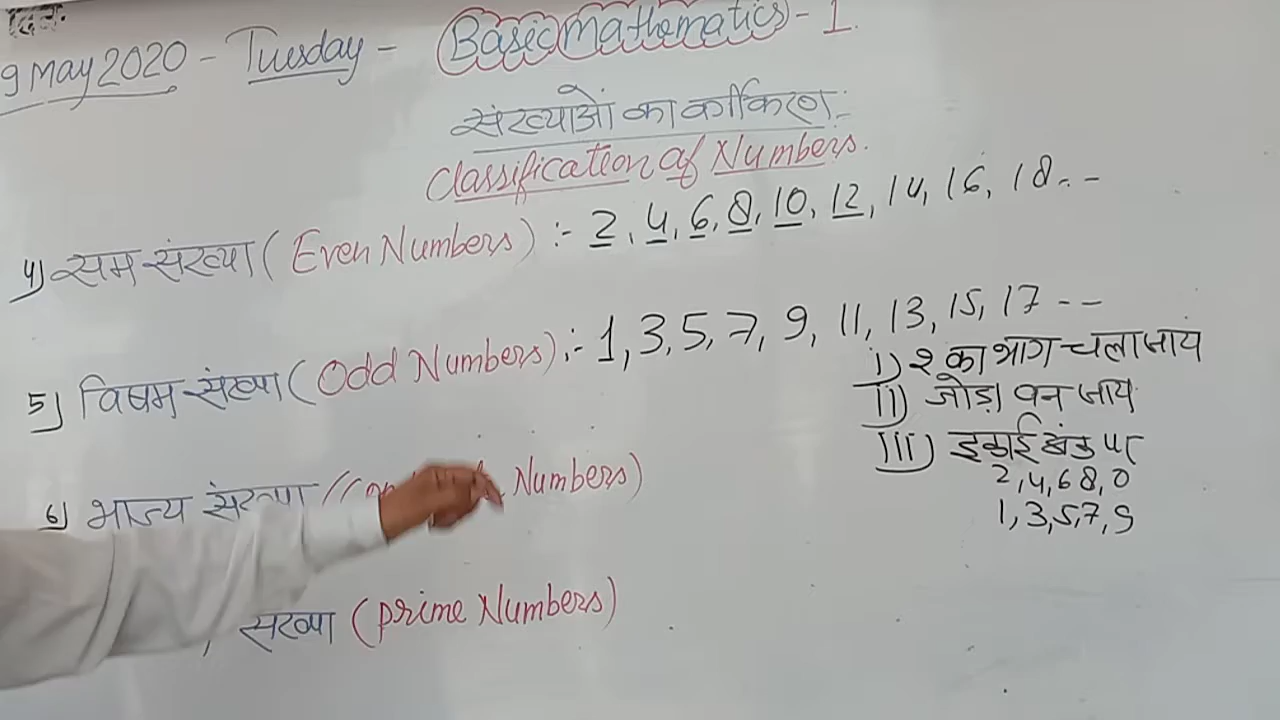 9 May 2020 - Tuesday - Basic Mathematics - 1.
संख्याओं का वर्गीकरण :-
Classification of Numbers.
4) सम संख्या ( Even Numbers ) :- 2, 4, 6, 8, 10, 12, 14, 16, 18 - -
5) विषम संख्या ( Odd Numbers ) :- 1, 3, 5, 7, 9, 11, 13, 15, 17 - -
i) २ का भाग चला जाय
ii) जोड़ा बन जाय
iii) इकाई अंक पर
2, 4, 6 8, 0
1, 3, 5, 7, 9
6) भाज्य संख्या ( Numbers )
संख्या ( Prime Numbers )